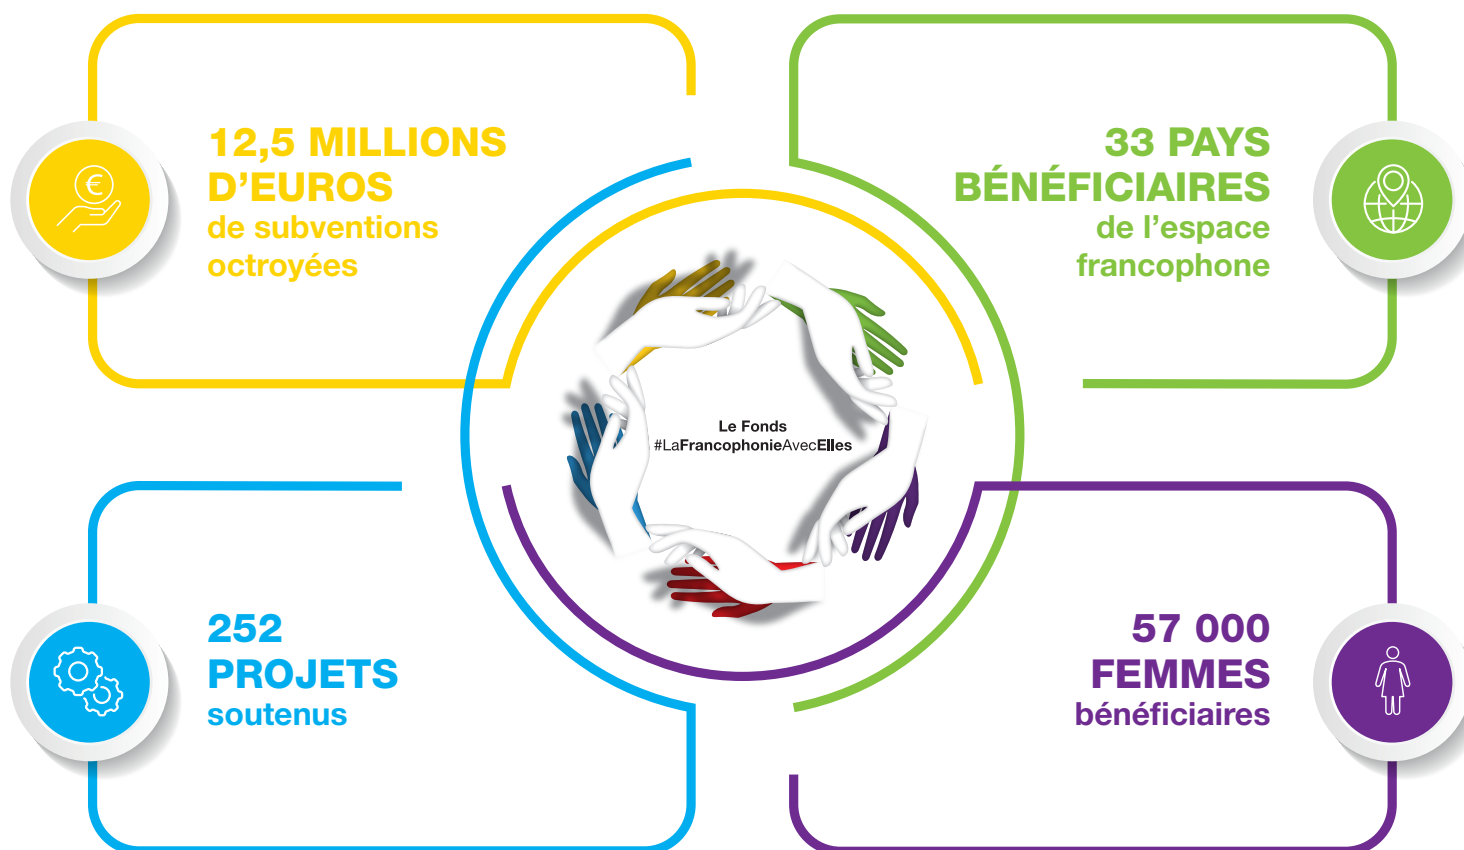 12,5 MILLIONS
D’EUROS
de subventions
octroyées
33 PAYS
BÉNÉFICIAIRES
de l’espace
francophone
Le Fonds
#LaFrancophonieAvecElles
252
PROJETS
soutenus
57 000
FEMMES
bénéficiaires